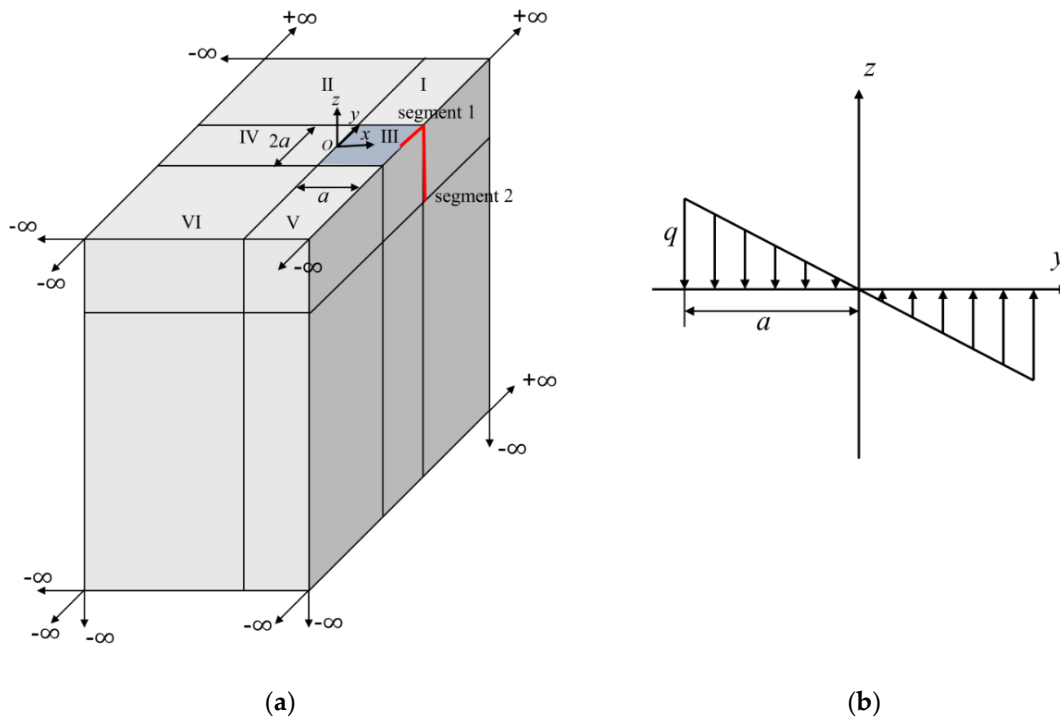 +∞
+∞
-∞
II
I
z
segment 1
y
IV
x
III
2a
O
a
segment 2
VI
V
-∞
-∞
-∞
+∞
-∞
-∞
-∞
-∞
-∞
-∞
(a)
z
q
y
a
(b)